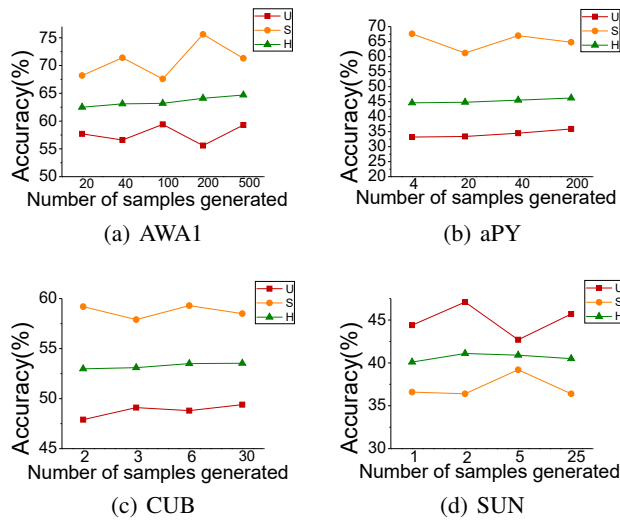 U
S
H
75
70
65
60
55
50
Accuracy(%)
20 40 100 200 500
Number of samples generated
(a) AWA1
U
S
H
70
65
60
55
50
45
40
35
30
25
20
Accuracy(%)
4 20 40 200
Number of samples generated
(b) aPY
U
S
H
60
55
50
45
Accuracy(%)
2 3 6 30
Number of samples generated
(c) CUB
U
S
H
45
40
35
30
Accuracy(%)
1 2 5 25
Number of samples generated
(d) SUN